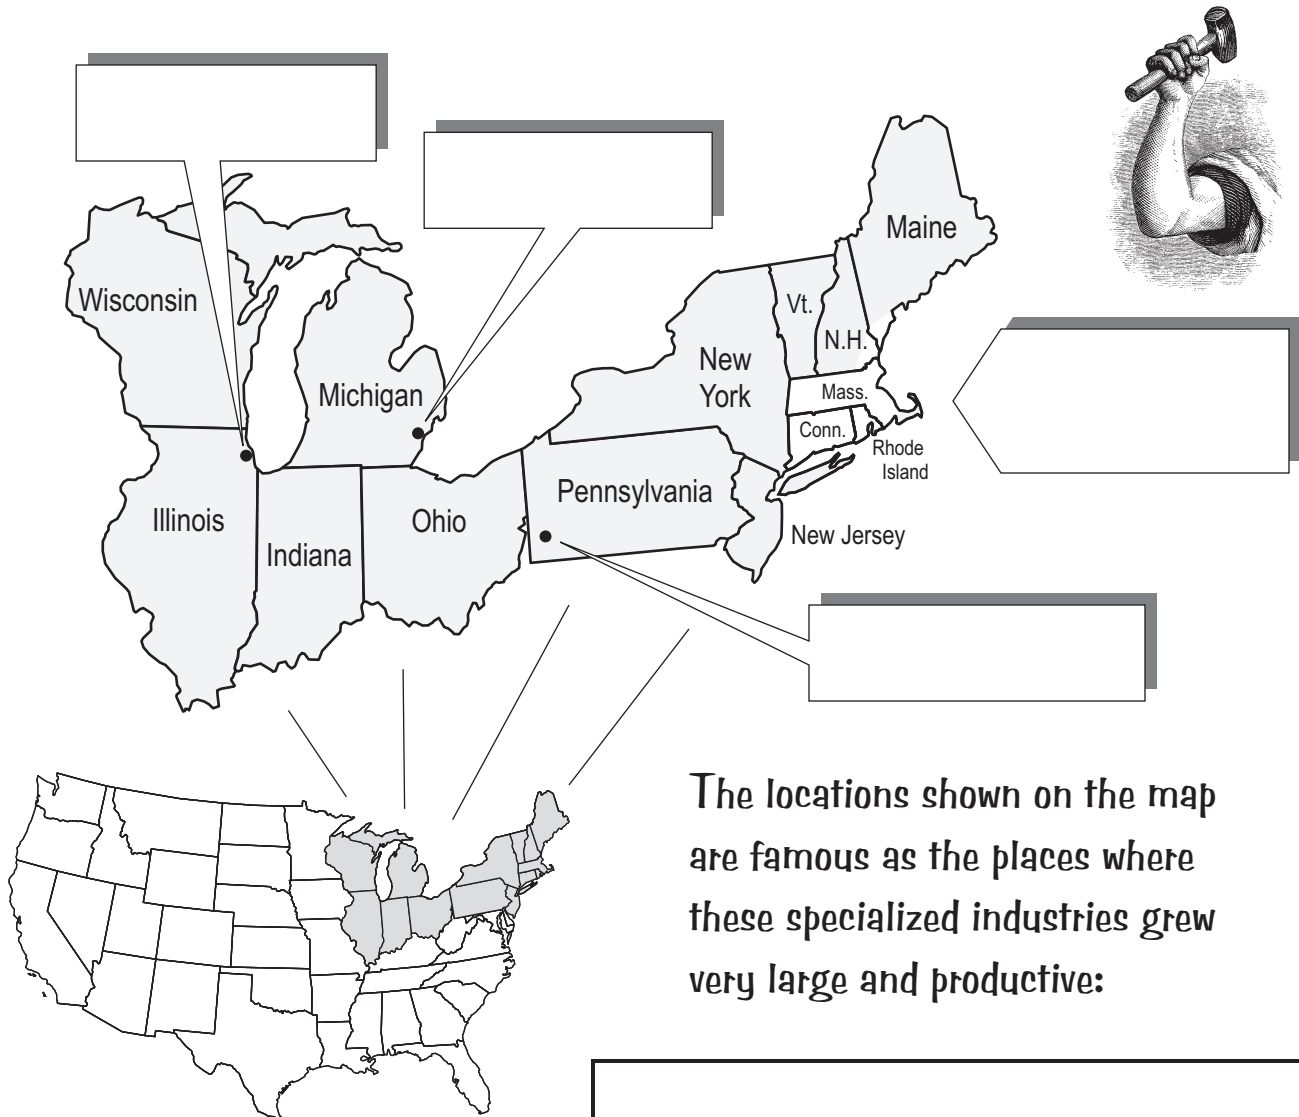 Maine
Wisconsin
Vt.
N.H.
New
York
Michigan
Mass.
Conn.
Rhode
Island
Pennsylvania
Illinois
Ohio
New Jersey
Indiana
The locations shown on the map
are famous as the places where
these specialized industries grew
very large and productive: